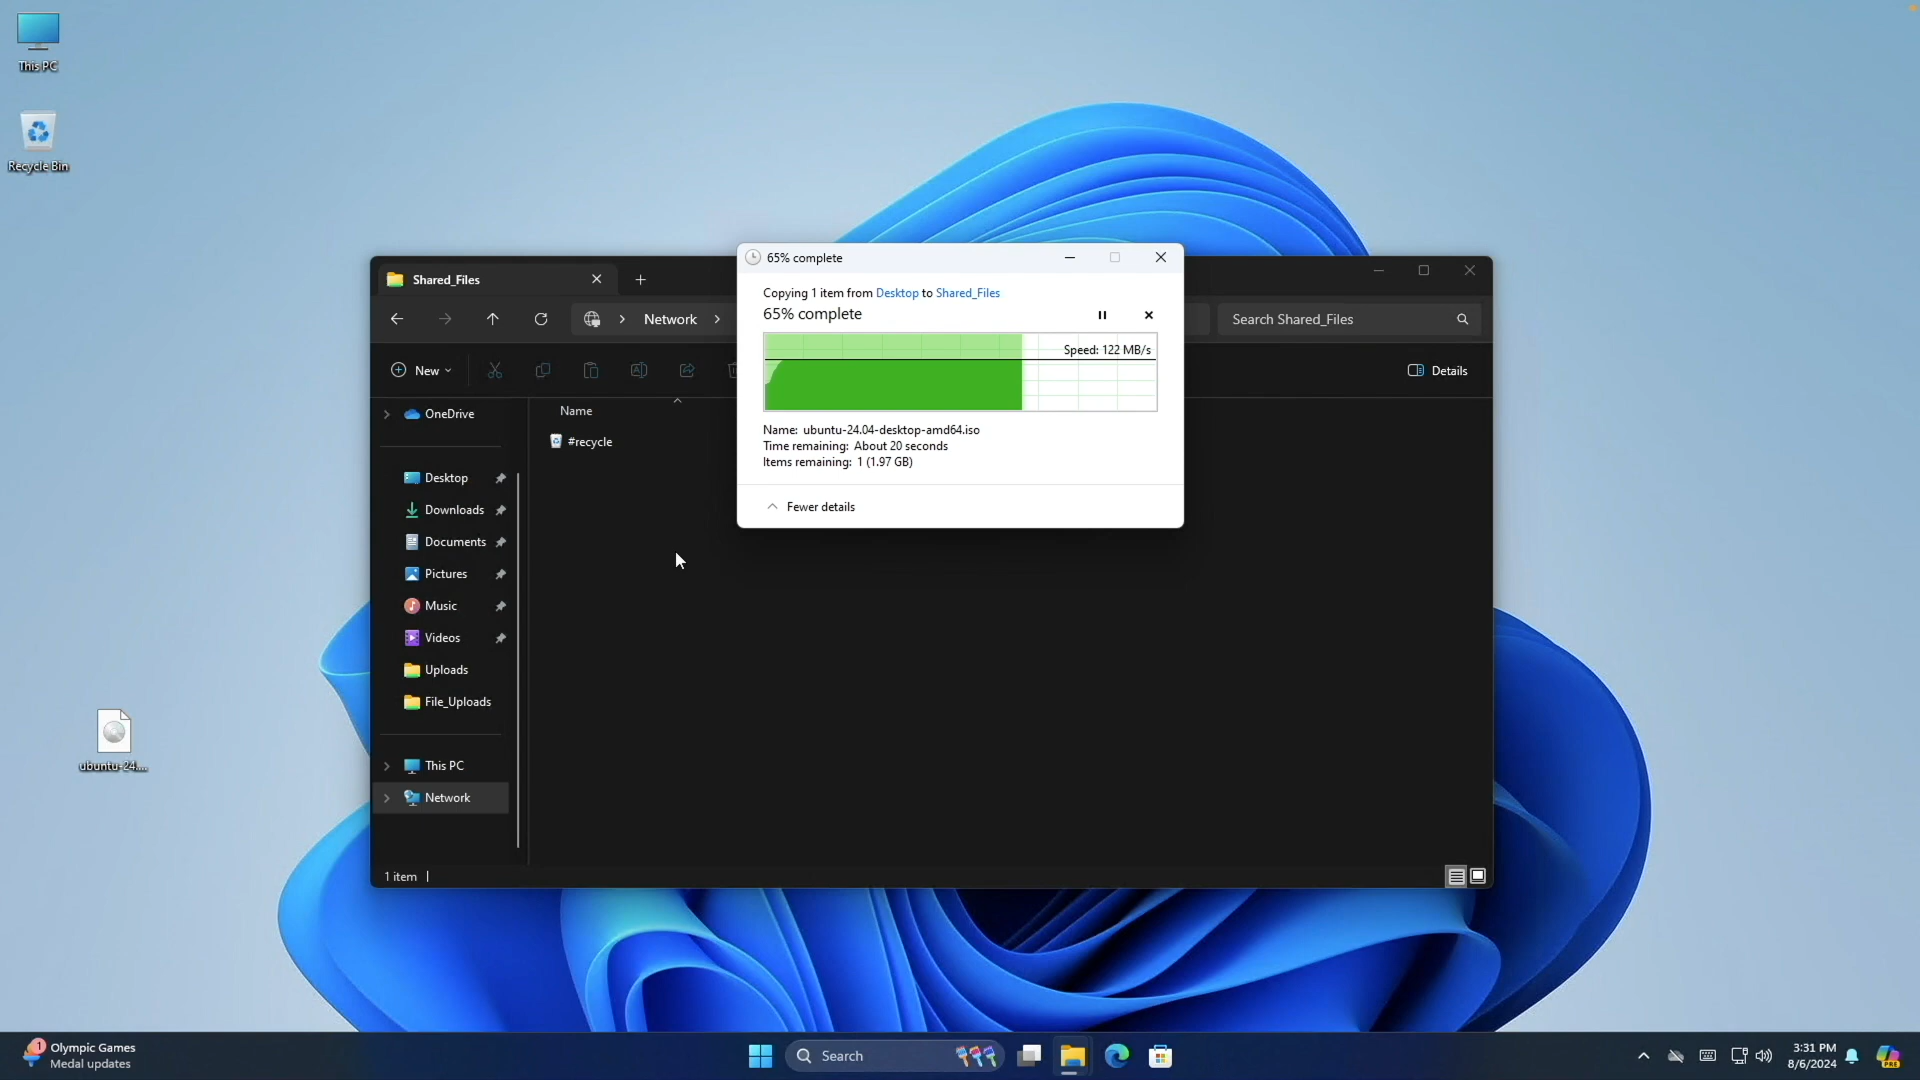 This PC
Recycle Bin
ubuntu-24....
Shared_Files
Network
Search Shared_Files
New
Details
OneDrive
Desktop
Downloads
Documents
Pictures
Music
Videos
Uploads
File_Uploads
This PC
Network
Name
#recycle
1 item
65% complete
Copying 1 item from Desktop to Shared_Files
65% complete
Speed: 122 MB/s
Name: ubuntu-24.04-desktop-amd64.iso
Time remaining: About 20 seconds
Items remaining: 1 (1.97 GB)
Fewer details
1
Olympic Games
Medal updates
Search
3:31 PM
8/6/2024
PRE